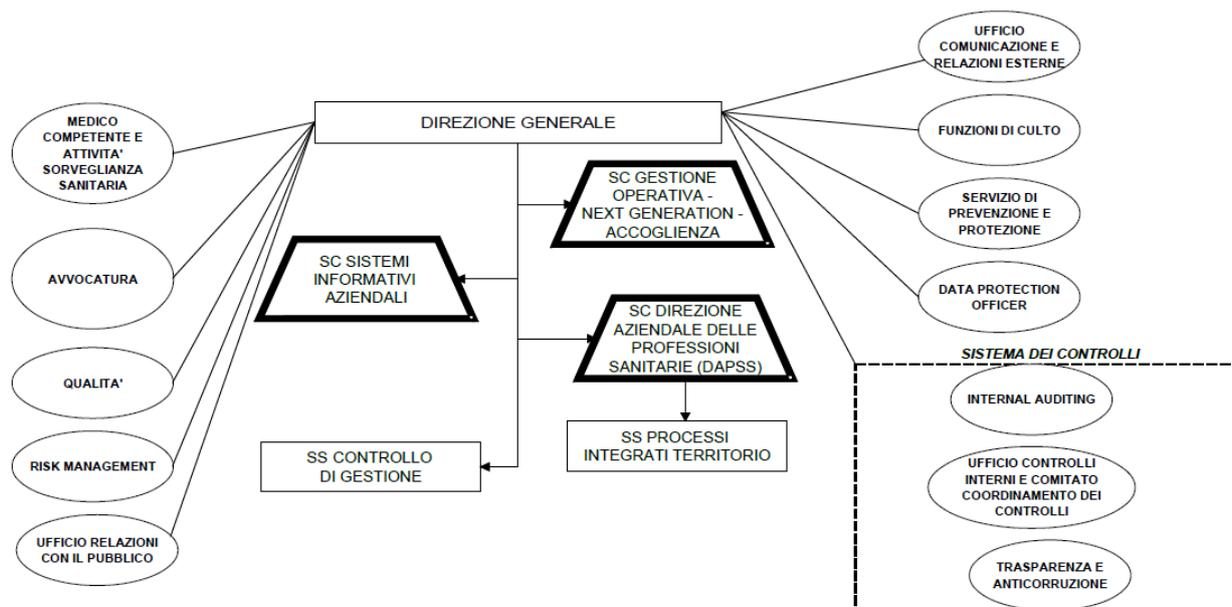 UFFICIO
COMUNICAZIONE E
RELAZIONI ESTERNE
MEDICO
COMPETENTE E
ATTIVITA'
SORVEGLIANZA
SANITARIA
DIREZIONE GENERALE
FUNZIONI DI CULTO
SC GESTIONE
OPERATIVA -
NEXT GENERATION -
ACCOGLIENZA
SERVIZIO DI
PREVENZIONE E
PROTEZIONE
AVVOCATURA
SC SISTEMI
INFORMATIVI
AZIENDALI
DATA PROTECTION
OFFICER
SC DIREZIONE
AZIENDALE DELLE
PROFESSIONI
SANITARIE (DAPSS)
SISTEMA DEI CONTROLLI
QUALITA'
INTERNAL AUDITING
SS CONTROLLO
DI GESTIONE
SS PROCESSI
INTEGRATI TERRITORIO
RISK MANAGEMENT
UFFICIO CONTROLLI
INTERNI E COMITATO
COORDINAMENTO DEI
CONTROLLI
UFFICIO RELAZIONI
CON IL PUBBLICO
TRASPARENZA E
ANTICORRUZIONE